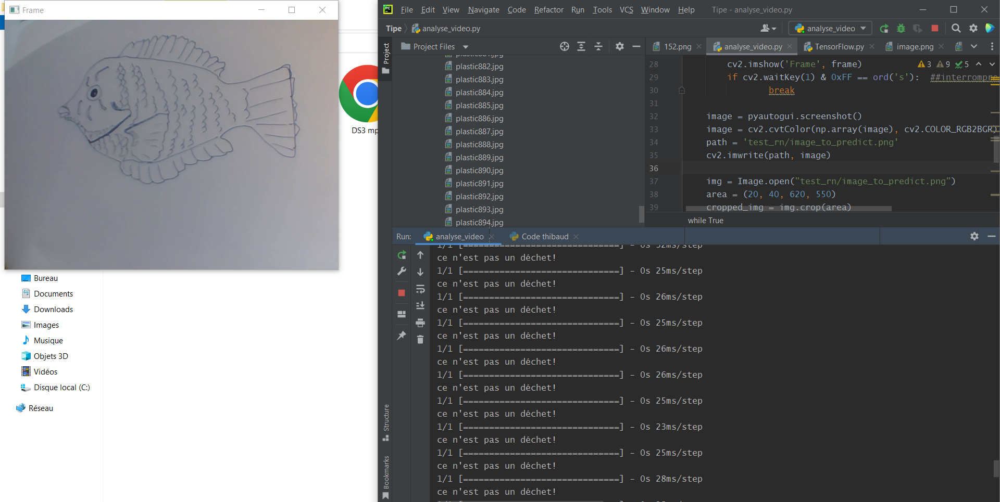 Frame
DS3 mp
Bureau
Documents
Downloads
Images
Musique
Objets 3D
Vidéos
Disque local (C:)
Réseau
PC File Edit View Navigate Code Refactor Run Tools VCS Window Help Tipe - analyse_video.py
Tipe analyse_video.py analyse_video
Project
Project Files
plastic881.jpg
plastic882.jpg
plastic883.jpg
plastic884.jpg
plastic885.jpg
plastic886.jpg
plastic887.jpg
plastic888.jpg
plastic889.jpg
plastic890.jpg
plastic891.jpg
plastic892.jpg
plastic893.jpg
plastic894.jpg
152.png analyse_video.py TensorFlow.py image.png
3 9 5
28 cv2.imshow('Frame', frame)
29 if cv2.waitKey(1) & 0xFF == ord('s'): ##interrompre
30 break
31
32 image = pyautogui.screenshot()
33 image = cv2.cvtColor(np.array(image), cv2.COLOR_RGB2BGR)
34 path = 'test_rn/image_to_predict.png'
35 cv2.imwrite(path, image)
36
37 img = Image.open("test_rn/image_to_predict.png")
38 area = (20, 40, 620, 550)
39 cropped_img = img.crop(area)
while True
Run: analyse_video Code thibaud
1/1 [==============================] - 0s 32ms/step
ce n'est pas un déchet!
1/1 [==============================] - 0s 25ms/step
ce n'est pas un déchet!
1/1 [==============================] - 0s 26ms/step
ce n'est pas un déchet!
1/1 [==============================] - 0s 25ms/step
ce n'est pas un déchet!
1/1 [==============================] - 0s 26ms/step
ce n'est pas un déchet!
1/1 [==============================] - 0s 26ms/step
ce n'est pas un déchet!
1/1 [==============================] - 0s 25ms/step
ce n'est pas un déchet!
1/1 [==============================] - 0s 23ms/step
ce n'est pas un déchet!
1/1 [==============================] - 0s 25ms/step
ce n'est pas un déchet!
1/1 [==============================] - 0s 28ms/step
ce n'est pas un déchet!
Structure
Bookmarks